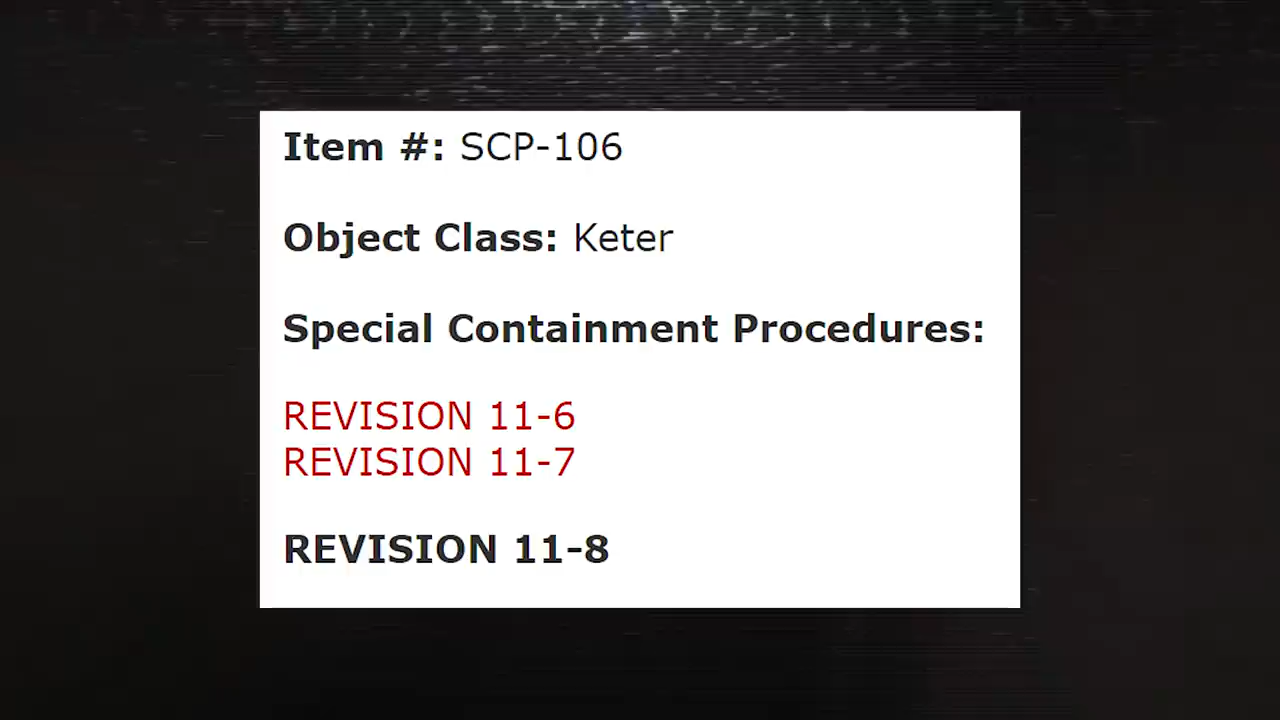 Item #: SCP-106
Object Class: Keter
Special Containment Procedures:
REVISION 11-6
REVISION 11-7
REVISION 11-8